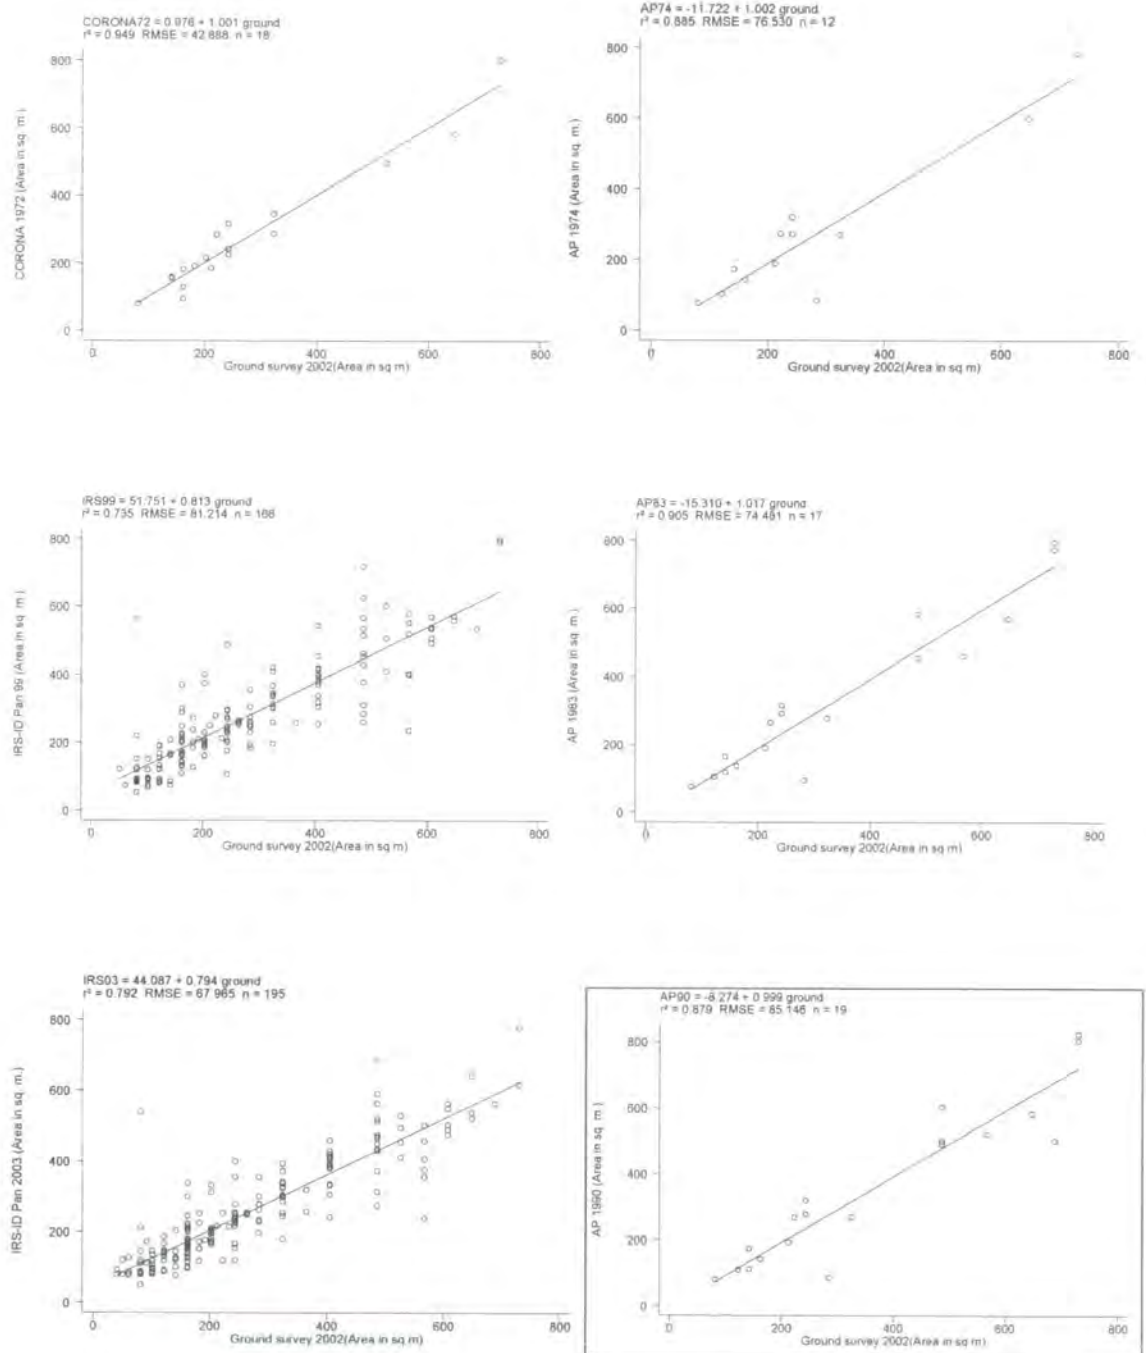 CORONA72 = 0.976 + 1.001 ground
r² = 0.949 RMSE = 42.888 n = 18
CORONA 1972 (Area in sq. m.)
800
600
400
200
0
0 200 400 600 800
Ground survey 2002(Area in sq m)
AP74 = -11.722 + 1.002 ground
r² = 0.885 RMSE = 76.530 n = 12
AP 1974 (Area in sq. m.)
800
600
400
200
0
0 200 400 600 800
Ground survey 2002(Area in sq m)
IRS99 = 51.751 + 0.813 ground
r² = 0.735 RMSE = 81.214 n = 168
IRS-ID Pan 99 (Area in sq. m.)
800
600
400
200
0
0 200 400 600 800
Ground survey 2002(Area in sq m)
AP83 = -15.310 + 1.017 ground
r² = 0.905 RMSE = 74.481 n = 17
AP 1983 (Area in sq. m.)
800
600
400
200
0
0 200 400 600 800
Ground survey 2002(Area in sq m)
IRS03 = 44.087 + 0.794 ground
r² = 0.792 RMSE = 67.965 n = 195
IRS-ID Pan 2003 (Area in sq. m.)
800
600
400
200
0
0 200 400 600 800
Ground survey 2002(Area in sq m)
AP90 = -8.274 + 0.999 ground
r² = 0.879 RMSE = 85.146 n = 19
AP 1990 (Area in sq. m.)
800
600
400
200
0
0 200 400 600 800
Ground survey 2002(Area in sq m)